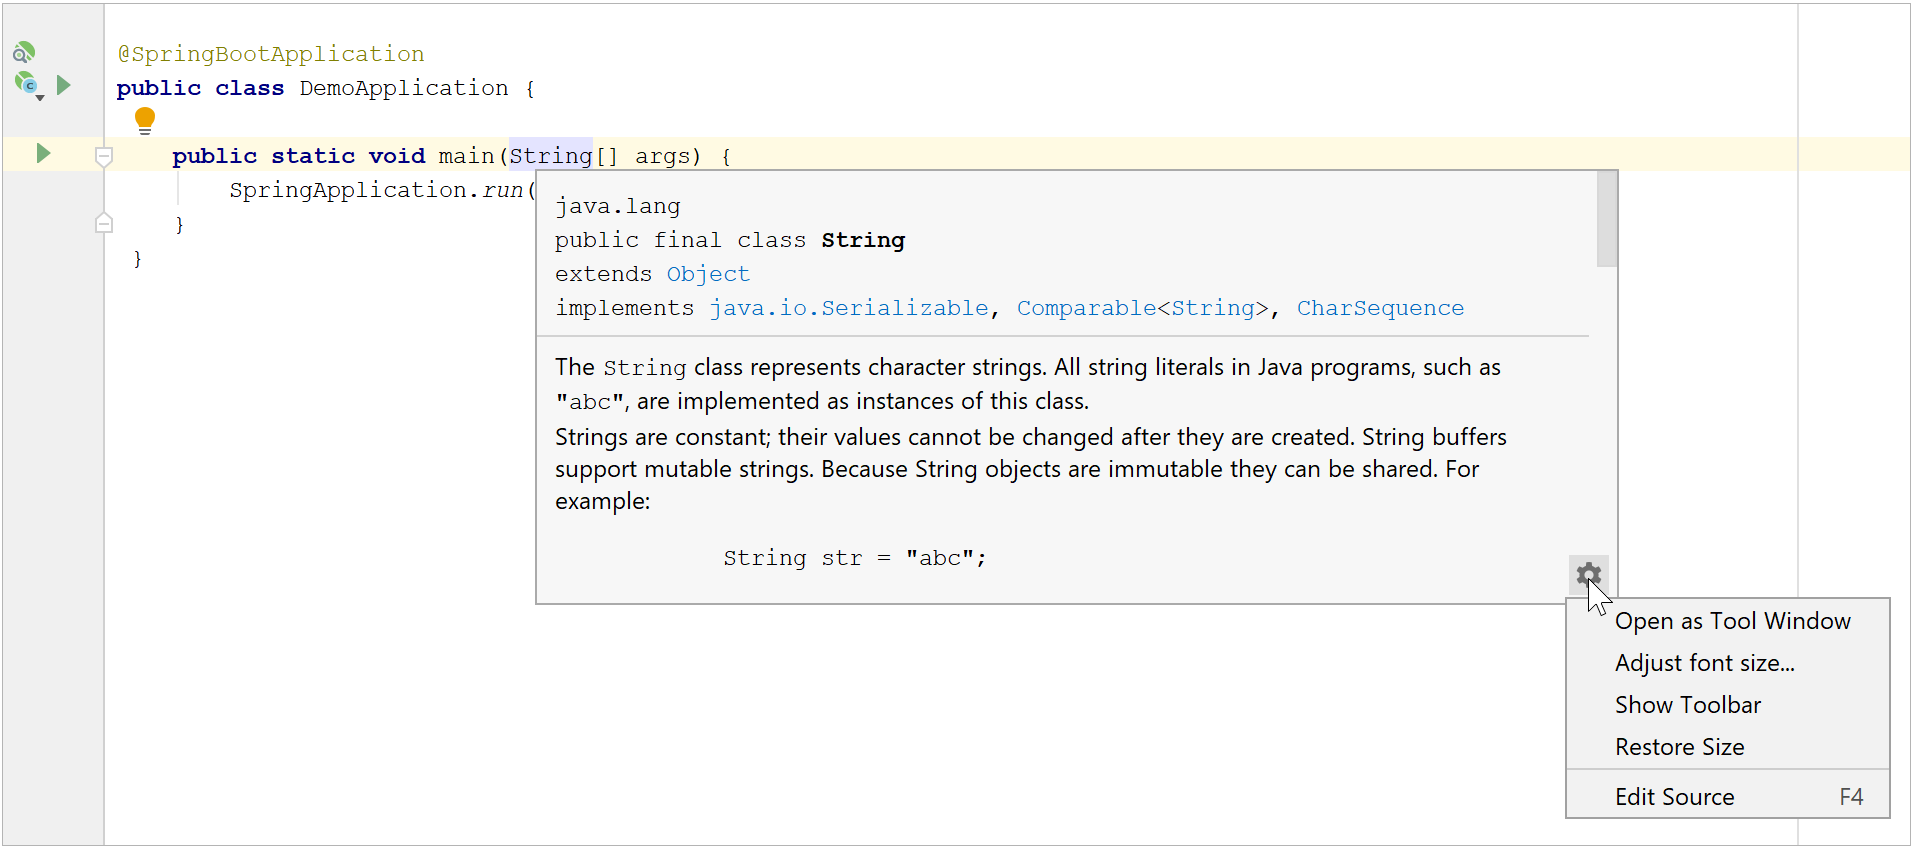 @SpringBootApplication
public class DemoApplication {
public static void main(String[] args) {
SpringApplication.run(
}
}
java.lang
public final class String
extends Object
implements java.io.Serializable, Comparable<String>, CharSequence
The String class represents character strings. All string literals in Java programs, such as
"abc", are implemented as instances of this class.
Strings are constant; their values cannot be changed after they are created. String buffers
support mutable strings. Because String objects are immutable they can be shared. For
example:
String str = "abc";
Open as Tool Window
Adjust font size...
Show Toolbar
Restore Size
Edit Source F4